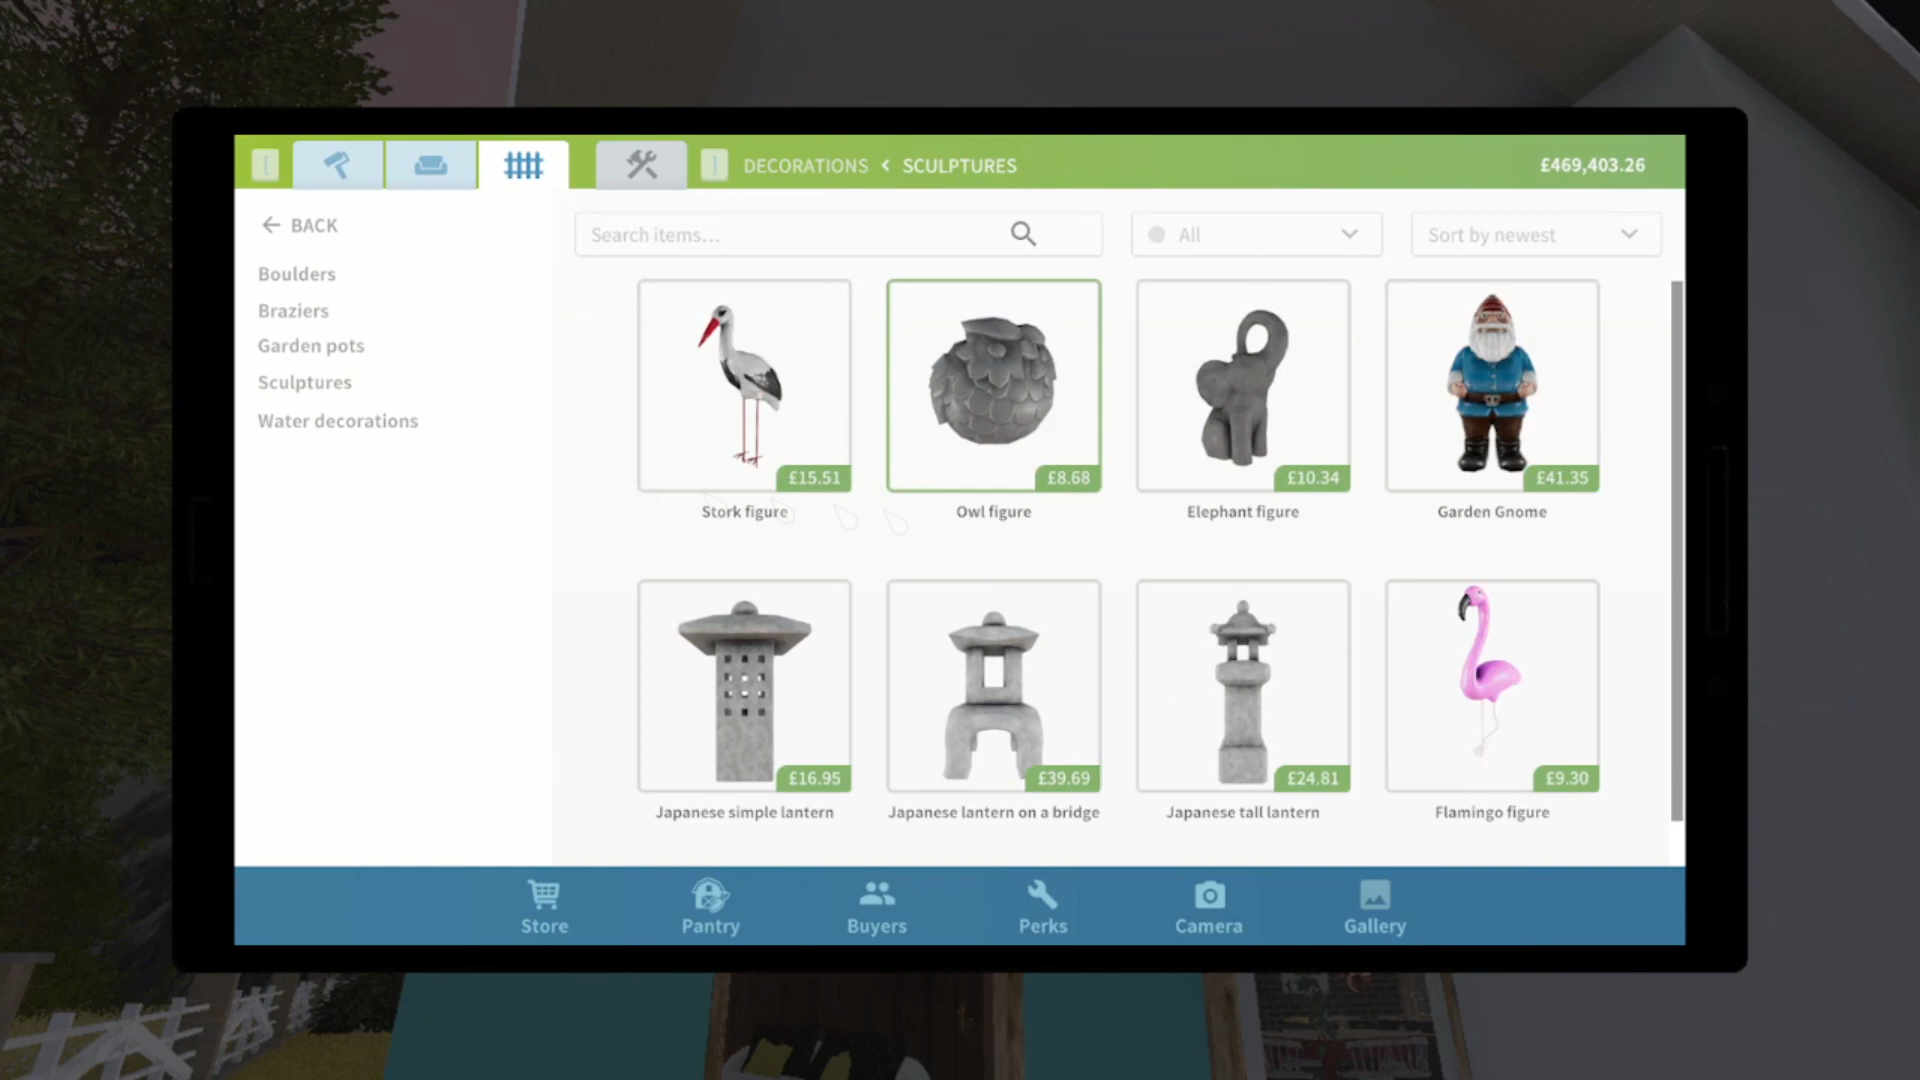 [
]
DECORATIONS < SCULPTURES
£469,403.26
BACK
Boulders
Braziers
Garden pots
Sculptures
Water decorations
Search items...
All
Sort by newest
£15.51
£8.68
£10.34
£41.35
Stork figure
Owl figure
Elephant figure
Garden Gnome
£16.95
£39.69
£24.81
£9.30
Japanese simple lantern
Japanese lantern on a bridge
Japanese tall lantern
Flamingo figure
Store
Pantry
Buyers
Perks
Camera
Gallery